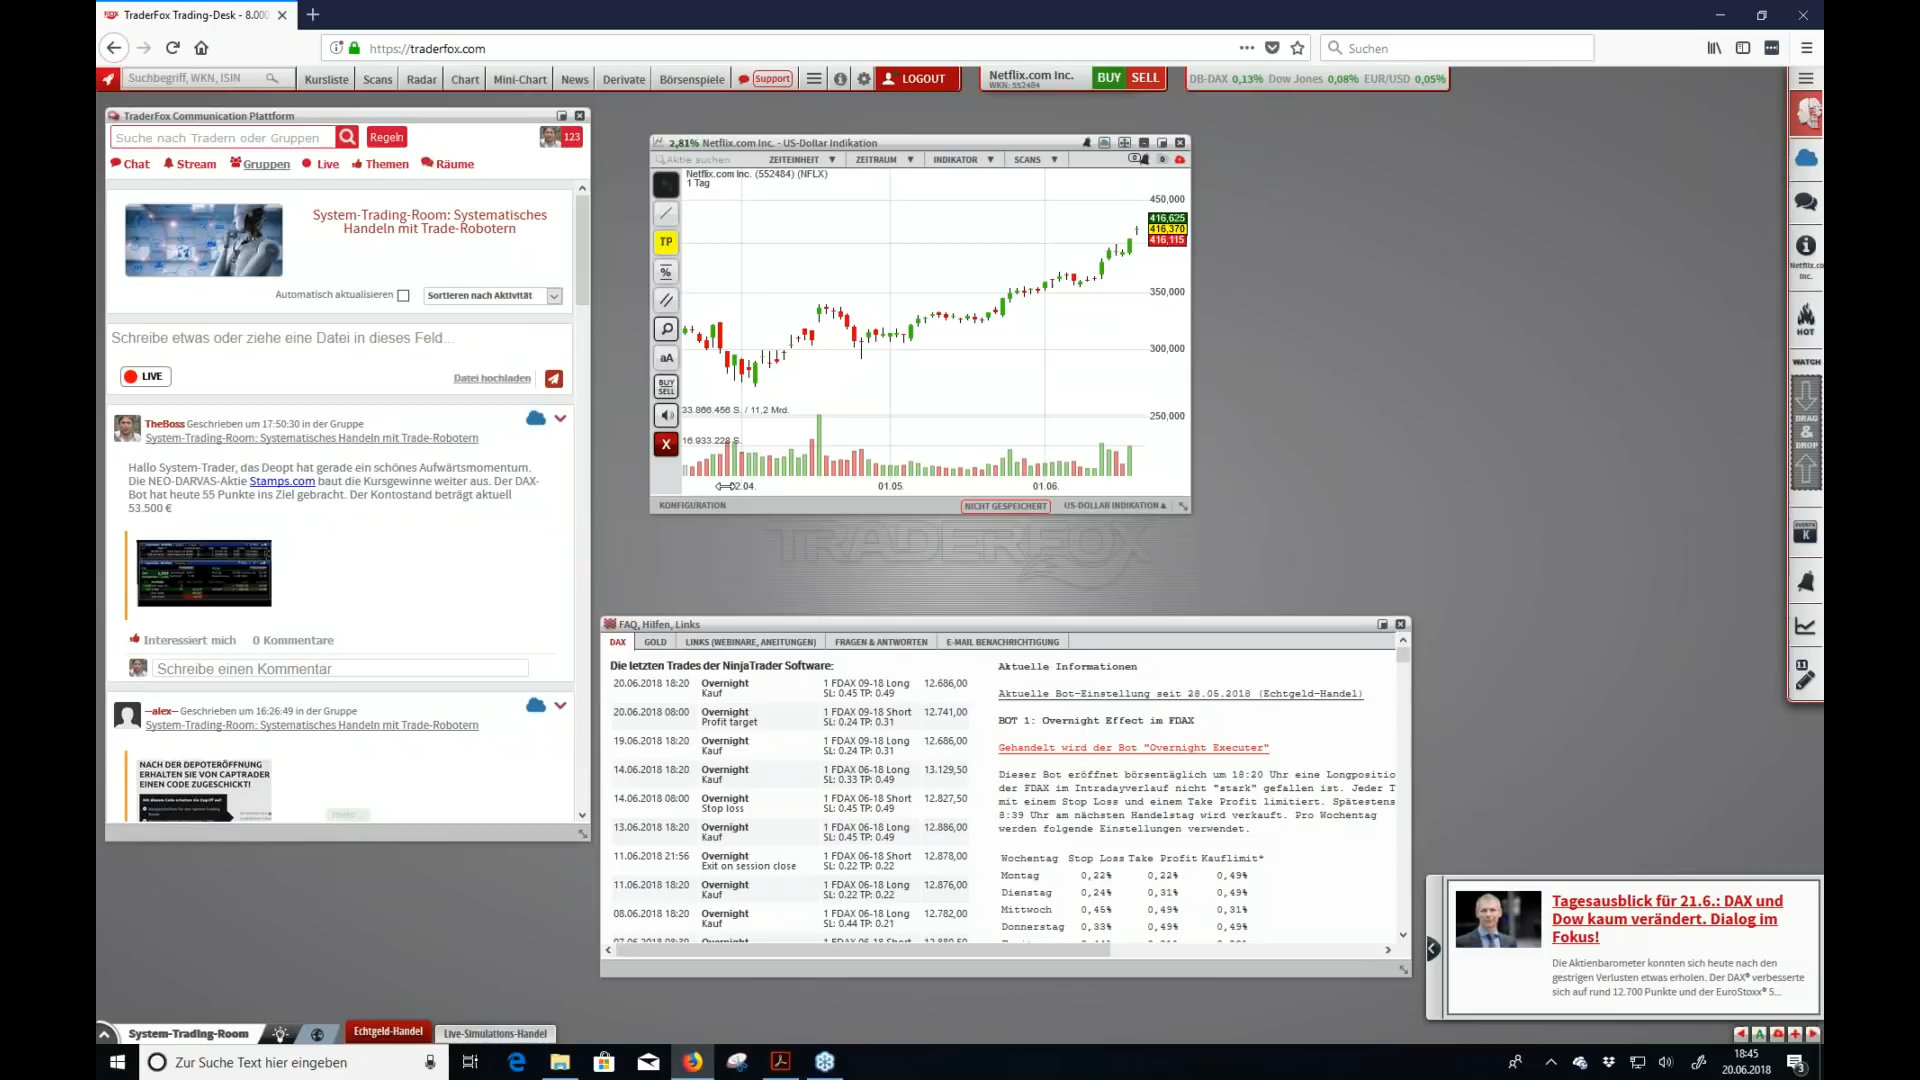 TraderFox Trading-Desk - 8.000
https://traderfox.com
Suchen
Suchbegriff, WKN, ISIN
Kursliste Scans Radar Chart Mini-Chart News Derivate Börsenspiele Support
LOGOUT
Netflix.com Inc.
WKN: 552484
BUY SELL
DB-DAX 0,13% Dow Jones 0,08% EUR/USD 0,05%
TraderFox Communication Plattform
Suche nach Tradern oder Gruppen
Regeln
123
Chat Stream Gruppen Live Themen Räume
System-Trading-Room: Systematisches
Handeln mit Trade-Robotern
Automatisch aktualisieren
Sortieren nach Aktivität
Schreibe etwas oder ziehe eine Datei in dieses Feld...
LIVE
Datei hochladen
TheBoss Geschrieben um 17:50:30 in der Gruppe
System-Trading-Room: Systematisches Handeln mit Trade-Robotern
Hallo System-Trader, das Deopt hat gerade ein schönes Aufwärtsmomentum.
Die NEO-DARVAS-Aktie Stamps.com baut die Kursgewinne weiter aus. Der DAX-
Bot hat heute 55 Punkte ins Ziel gebracht. Der Kontostand beträgt aktuell
53.500 €
Interessiert mich 0 Kommentare
Schreibe einen Kommentar
--alex-- Geschrieben um 16:26:49 in der Gruppe
System-Trading-Room: Systematisches Handeln mit Trade-Robotern
NACH DER DEPOTERÖFFNUNG
ERHALTEN SIE VON CAPTRADER
EINEN CODE ZUGESCHICKT!
2,81% Netflix.com Inc. - US-Dollar Indikation
Aktie suchen
ZEITEINHEIT ZEITRAUM INDIKATOR SCANS
Netflix.com Inc. (552484) (NFLX)
1 Tag
TP
%
aA
BUY
SELL
X
450,000
416,625
416,370
416,115
350,000
300,000
250,000
33.866.456 S. / 11,2 Mrd.
16.933.228 S.
2.04.
01.05.
01.06.
KONFIGURATION
NICHT GESPEICHERT
US-DOLLAR INDIKATION
TRADERFOX
FAQ, Hilfen, Links
DAX GOLD LINKS (WEBINARE, ANEITUNGEN) FRAGEN & ANTWORTEN E-MAIL BENACHRICHTIGUNG
Die letzten Trades der NinjaTrader Software:
20.06.2018 18:20 Overnight 1 FDAX 09-18 Long 12.686,00
Kauf SL: 0.45 TP: 0.49
20.06.2018 08:00 Overnight 1 FDAX 09-18 Short 12.741,00
Profit target SL: 0.24 TP: 0.31
19.06.2018 18:20 Overnight 1 FDAX 09-18 Long 12.686,00
Kauf SL: 0.24 TP: 0.31
14.06.2018 18:20 Overnight 1 FDAX 06-18 Long 13.129,50
Kauf SL: 0.33 TP: 0.49
14.06.2018 08:00 Overnight 1 FDAX 06-18 Short 12.827,50
Stop loss SL: 0.45 TP: 0.49
13.06.2018 18:20 Overnight 1 FDAX 06-18 Long 12.886,00
Kauf SL: 0.45 TP: 0.49
11.06.2018 21:56 Overnight 1 FDAX 06-18 Short 12.878,00
Exit on session close SL: 0.22 TP: 0.22
11.06.2018 18:20 Overnight 1 FDAX 06-18 Long 12.876,00
Kauf SL: 0.22 TP: 0.22
08.06.2018 18:20 Overnight 1 FDAX 06-18 Long 12.782,00
Kauf SL: 0.44 TP: 0.21
Aktuelle Informationen
Aktuelle Bot-Einstellung seit 28.05.2018 (Echtgeld-Handel)
BOT 1: Overnight Effect im FDAX
Gehandelt wird der Bot "Overnight Executer"
Dieser Bot eröffnet börsentäglich um 18:20 Uhr eine Longpositio
der FDAX im Intradayverlauf nicht "stark" gefallen ist. Jeder T
mit einem Stop Loss und einem Take Profit limitiert. Spätestens
8:39 Uhr am nächsten Handelstag wird verkauft. Pro Wochentag
werden folgende Einstellungen verwendet.
Wochentag Stop Loss Take Profit Kauflimit*
Montag 0,22% 0,22% 0,49%
Dienstag 0,24% 0,31% 0,49%
Mittwoch 0,45% 0,49% 0,31%
Donnerstag 0,33% 0,49% 0,49%
Netflix.co
Inc.
HOT
WATCH
DRAG
&
DROP
EVENTS
K
11
Tagesausblick für 21.6.: DAX und
Dow kaum verändert. Dialog im
Fokus!
Die Aktienbarometer konnten sich heute nach den
gestrigen Verlusten etwas erholen. Der DAX® verbesserte
sich auf rund 12.700 Punkte und der EuroStoxx® 5...
System-Trading-Room
Echtgeld-Handel
Live-Simulations-Handel
A
Zur Suche Text hier eingeben
18:45
20.06.2018
3